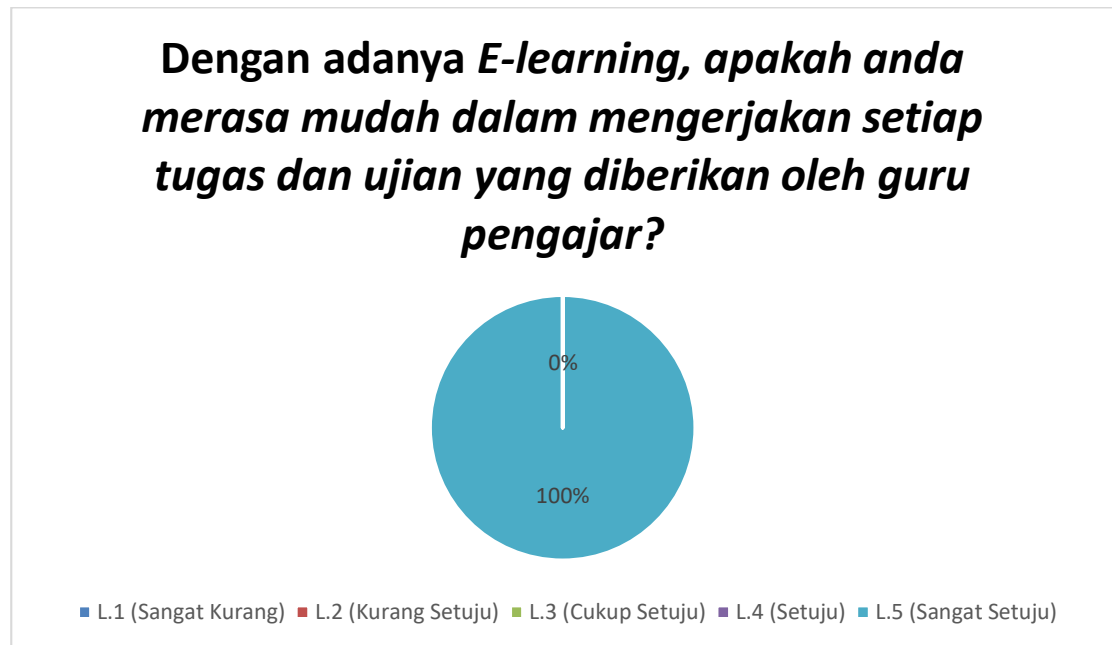 Dengan adanya E-learning, apakah anda
merasa mudah dalam mengerjakan setiap
tugas dan ujian yang diberikan oleh guru
pengajar?
0%
100%
L.1 (Sangat Kurang) L.2 (Kurang Setuju) L.3 (Cukup Setuju) L.4 (Setuju) L.5 (Sangat Setuju)